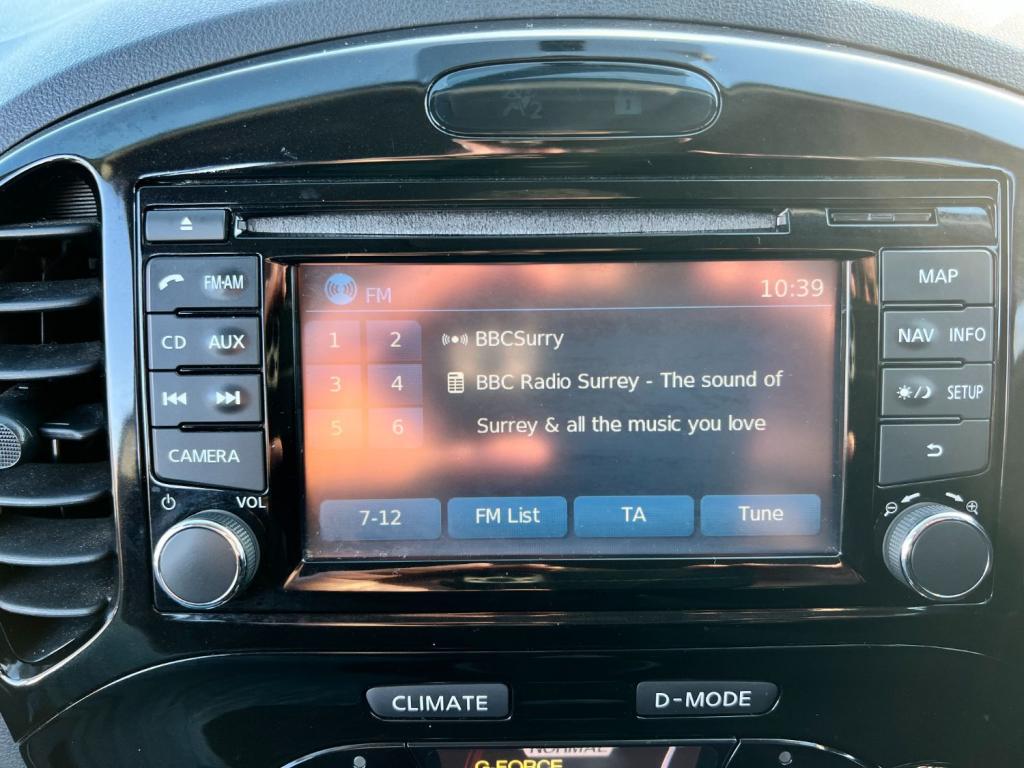 FM·AM
CD AUX
CAMERA
VOL
FM
10:39
1 2
3 4
5 6
BBCSurry
BBC Radio Surrey - The sound of
Surrey & all the music you love
7-12
FM List
TA
Tune
MAP
NAV INFO
SETUP
CLIMATE
D-MODE
NORMAL
G-FORCE